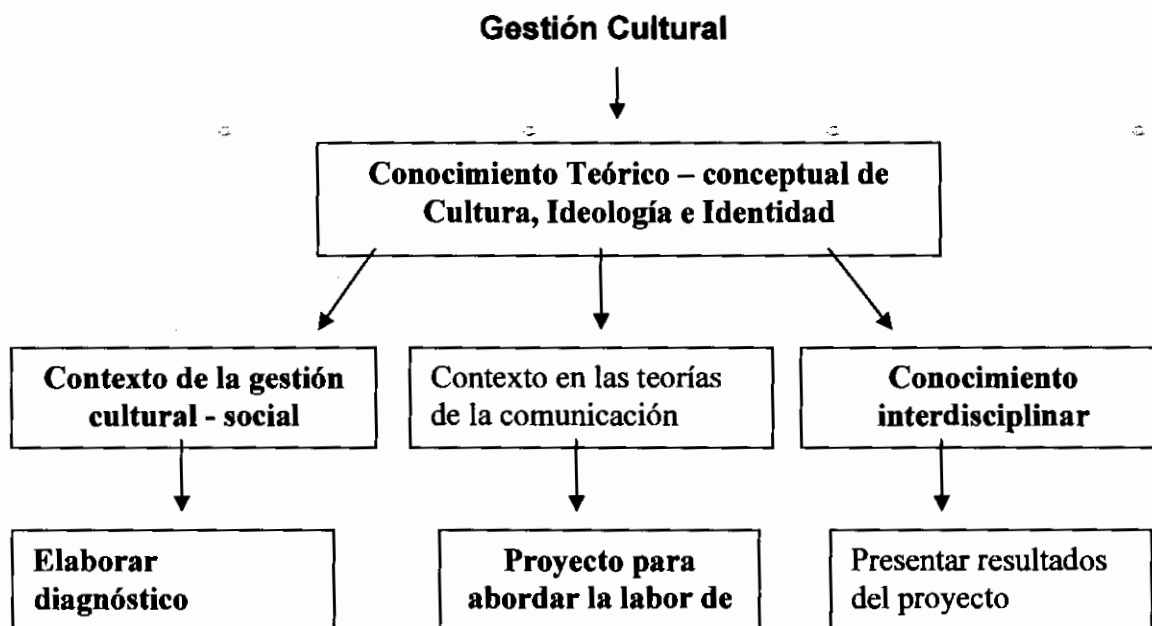 Gestión Cultural
Conocimiento Teórico – conceptual de
Cultura, Ideología e Identidad
Contexto de la gestión
cultural - social
Contexto en las teorías
de la comunicación
Conocimiento
interdisciplinar
Elaborar
diagnóstico
Proyecto para
abordar la labor de
Presentar resultados
del proyecto